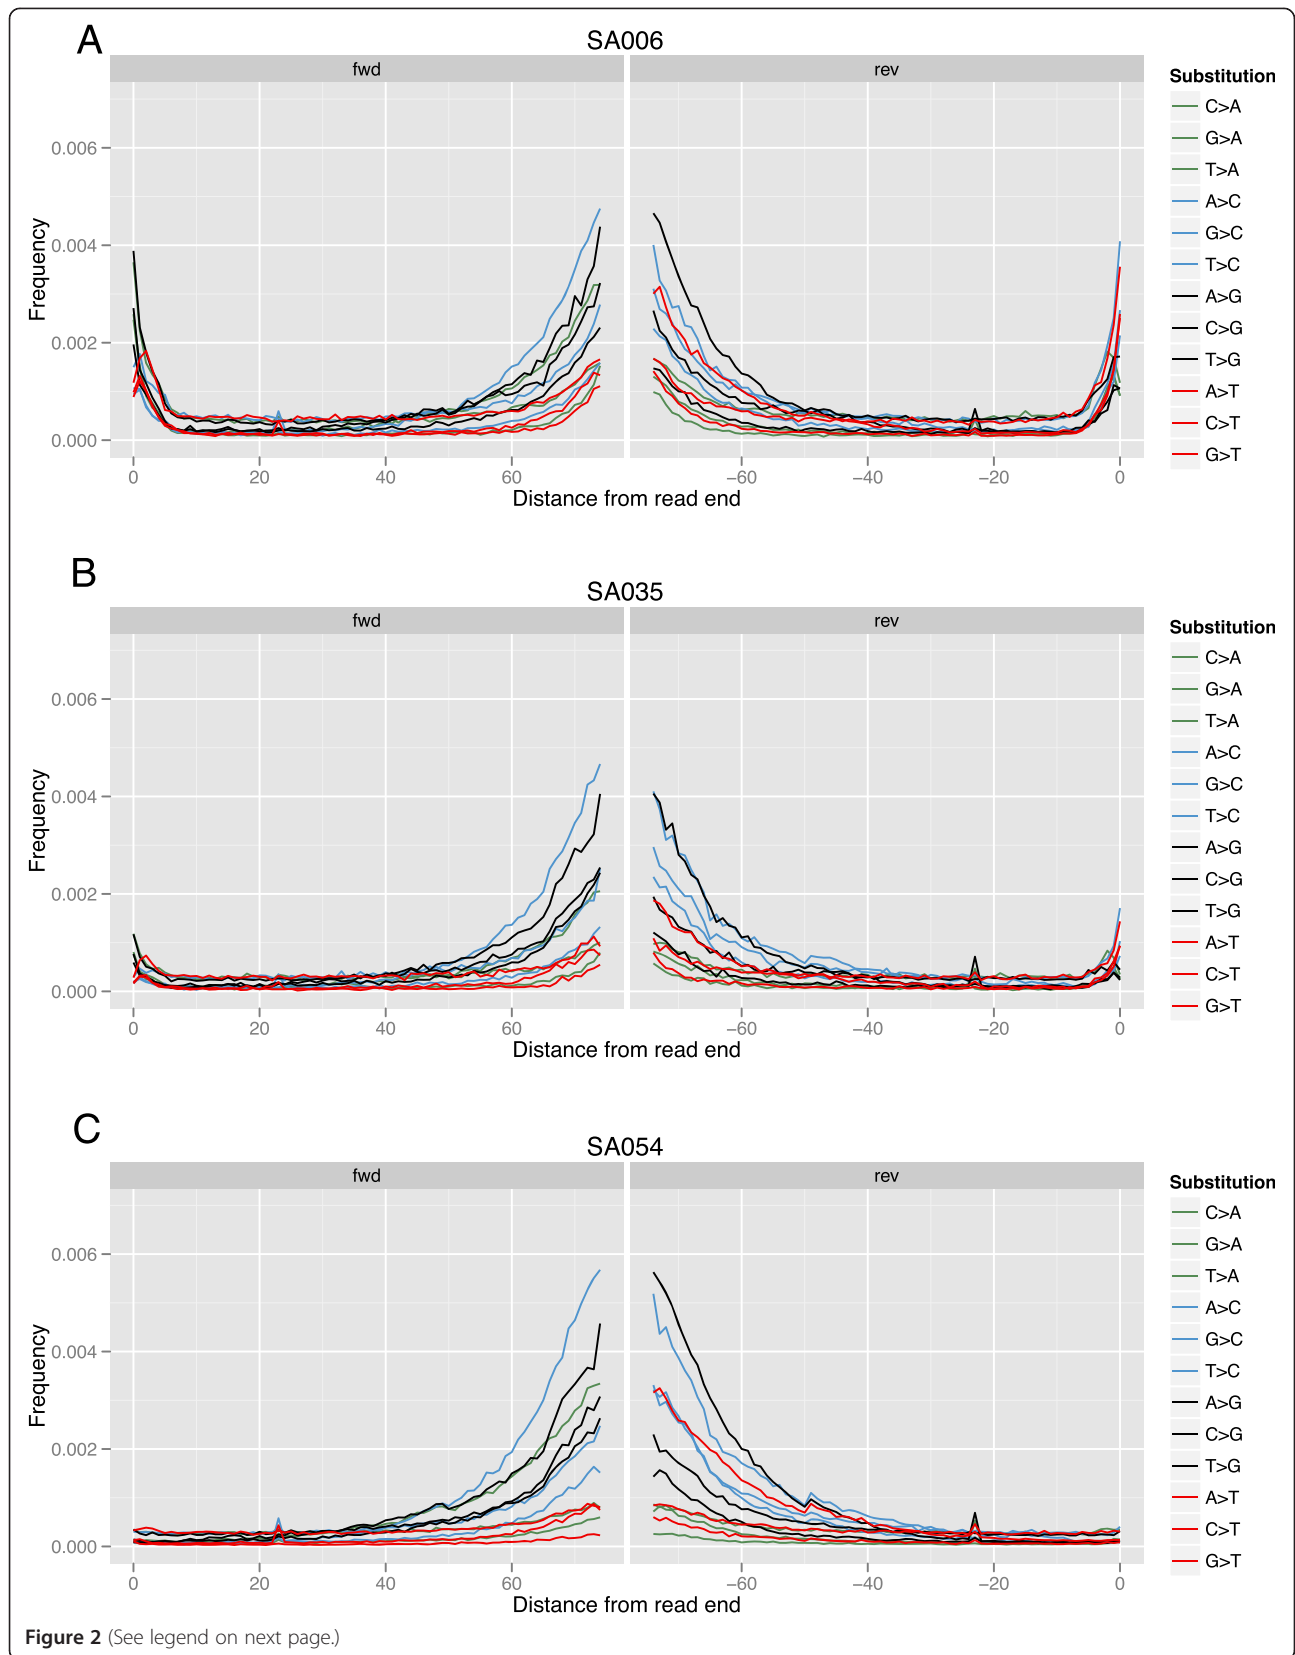 A
SA006
fwd
rev
0.006
0.004
0.002
0.000
Frequency
0 20 40 60
−60 −40 −20 0
Distance from read end
Substitution
C>A
G>A
T>A
A>C
G>C
T>C
A>G
C>G
T>G
A>T
C>T
G>T
B
SA035
fwd
rev
0.006
0.004
0.002
0.000
Frequency
0 20 40 60
−60 −40 −20 0
Distance from read end
Substitution
C>A
G>A
T>A
A>C
G>C
T>C
A>G
C>G
T>G
A>T
C>T
G>T
C
SA054
fwd
rev
0.006
0.004
0.002
0.000
Frequency
0 20 40 60
−60 −40 −20 0
Distance from read end
Substitution
C>A
G>A
T>A
A>C
G>C
T>C
A>G
C>G
T>G
A>T
C>T
G>T
Figure 2 (See legend on next page.)